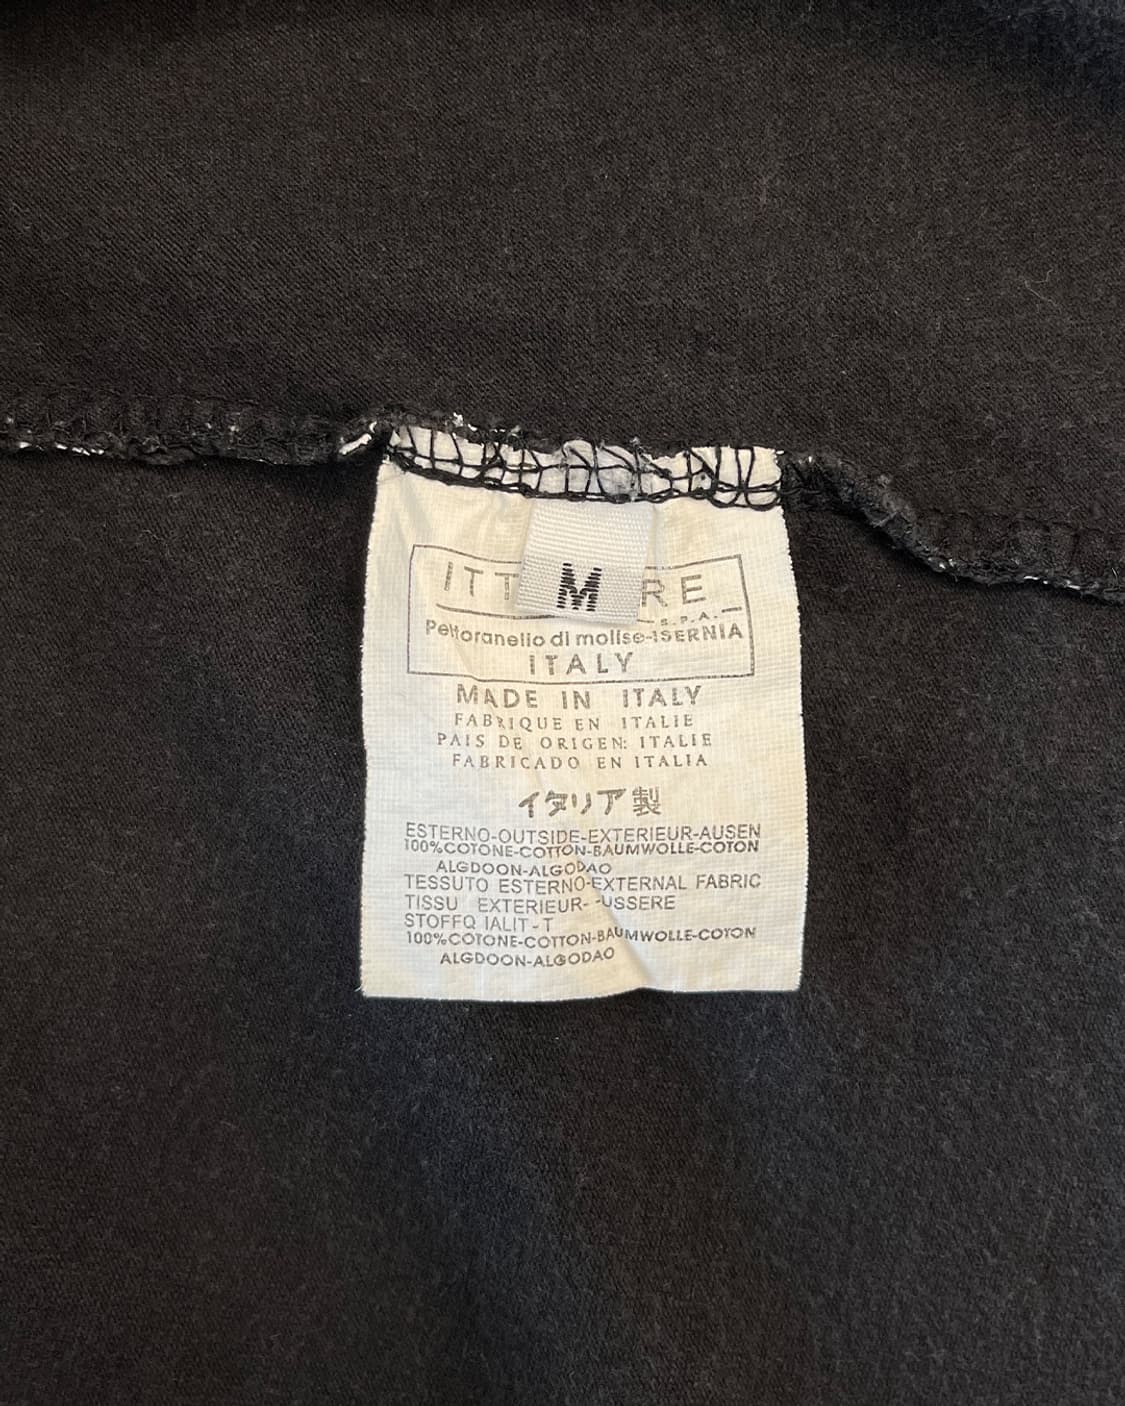 M
ITT RE
S.P.A.
Pettoranello di molise-ISERNIA
ITALY
MADE IN ITALY
FABRIQUE EN ITALIE
PAIS DE ORIGEN: ITALIE
FABRICADO EN ITALIA
イタリア製
ESTERNO-OUTSIDE-EXTERIEUR-AUSEN
100%COTONE-COTTON-BAUMWOLLE-COTON
ALGDOON-ALGODAO
TESSUTO ESTERNO-EXTERNAL FABRIC
TISSU EXTERIEUR- -USSERE
STOFFQ IALIT-T
100%COTONE-COTTON-BAUMWOLLE-COTON
ALGDOON-ALGODAO